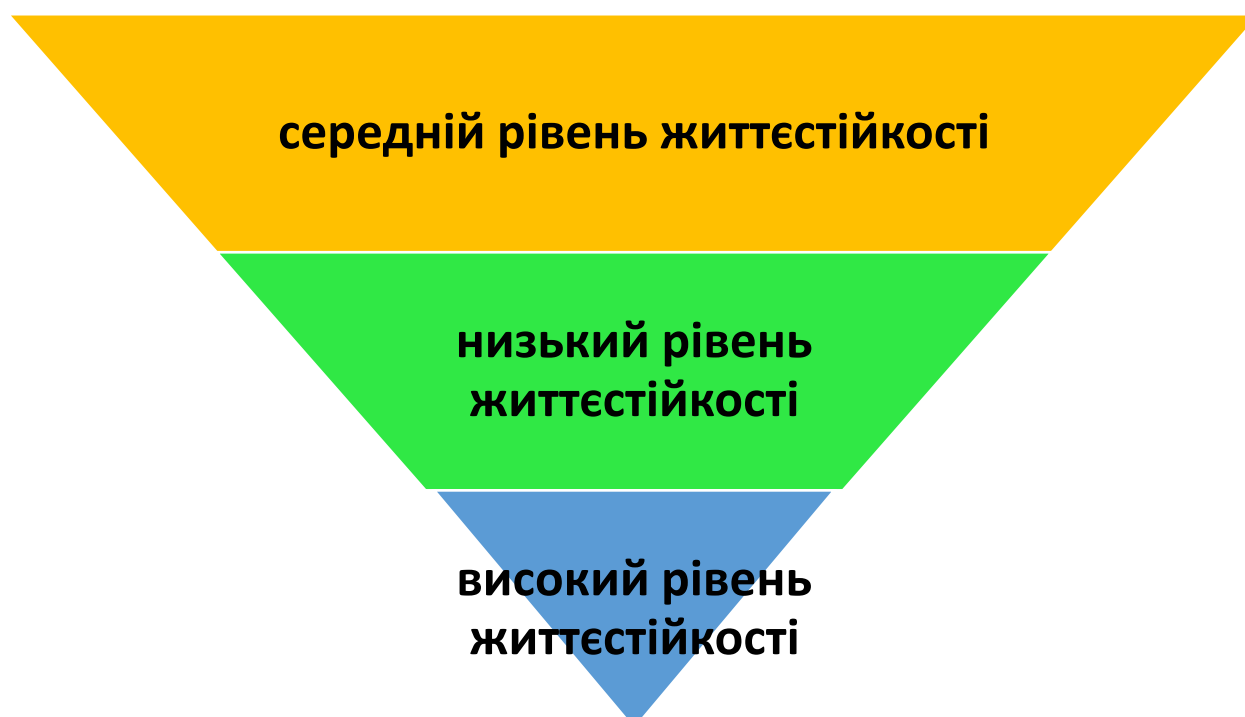 середній рівень життєстійкості
низький рівень
життєстійкості
високий рівень
життєстійкості